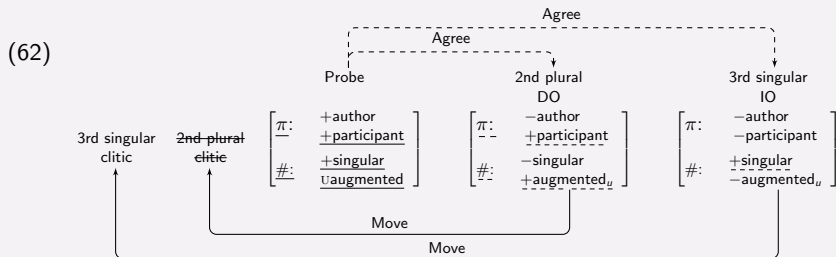 Agree
Agree
(62)
Probe 2nd plural 3rd singular
DO IO
3rd singular 2nd plural π: +author π: −author π: −author
clitic clitic +participant +participant −participant
#: +singular #: −singular #: +singular
uaugmented +augmentedᵤ −augmentedᵤ
Move
Move